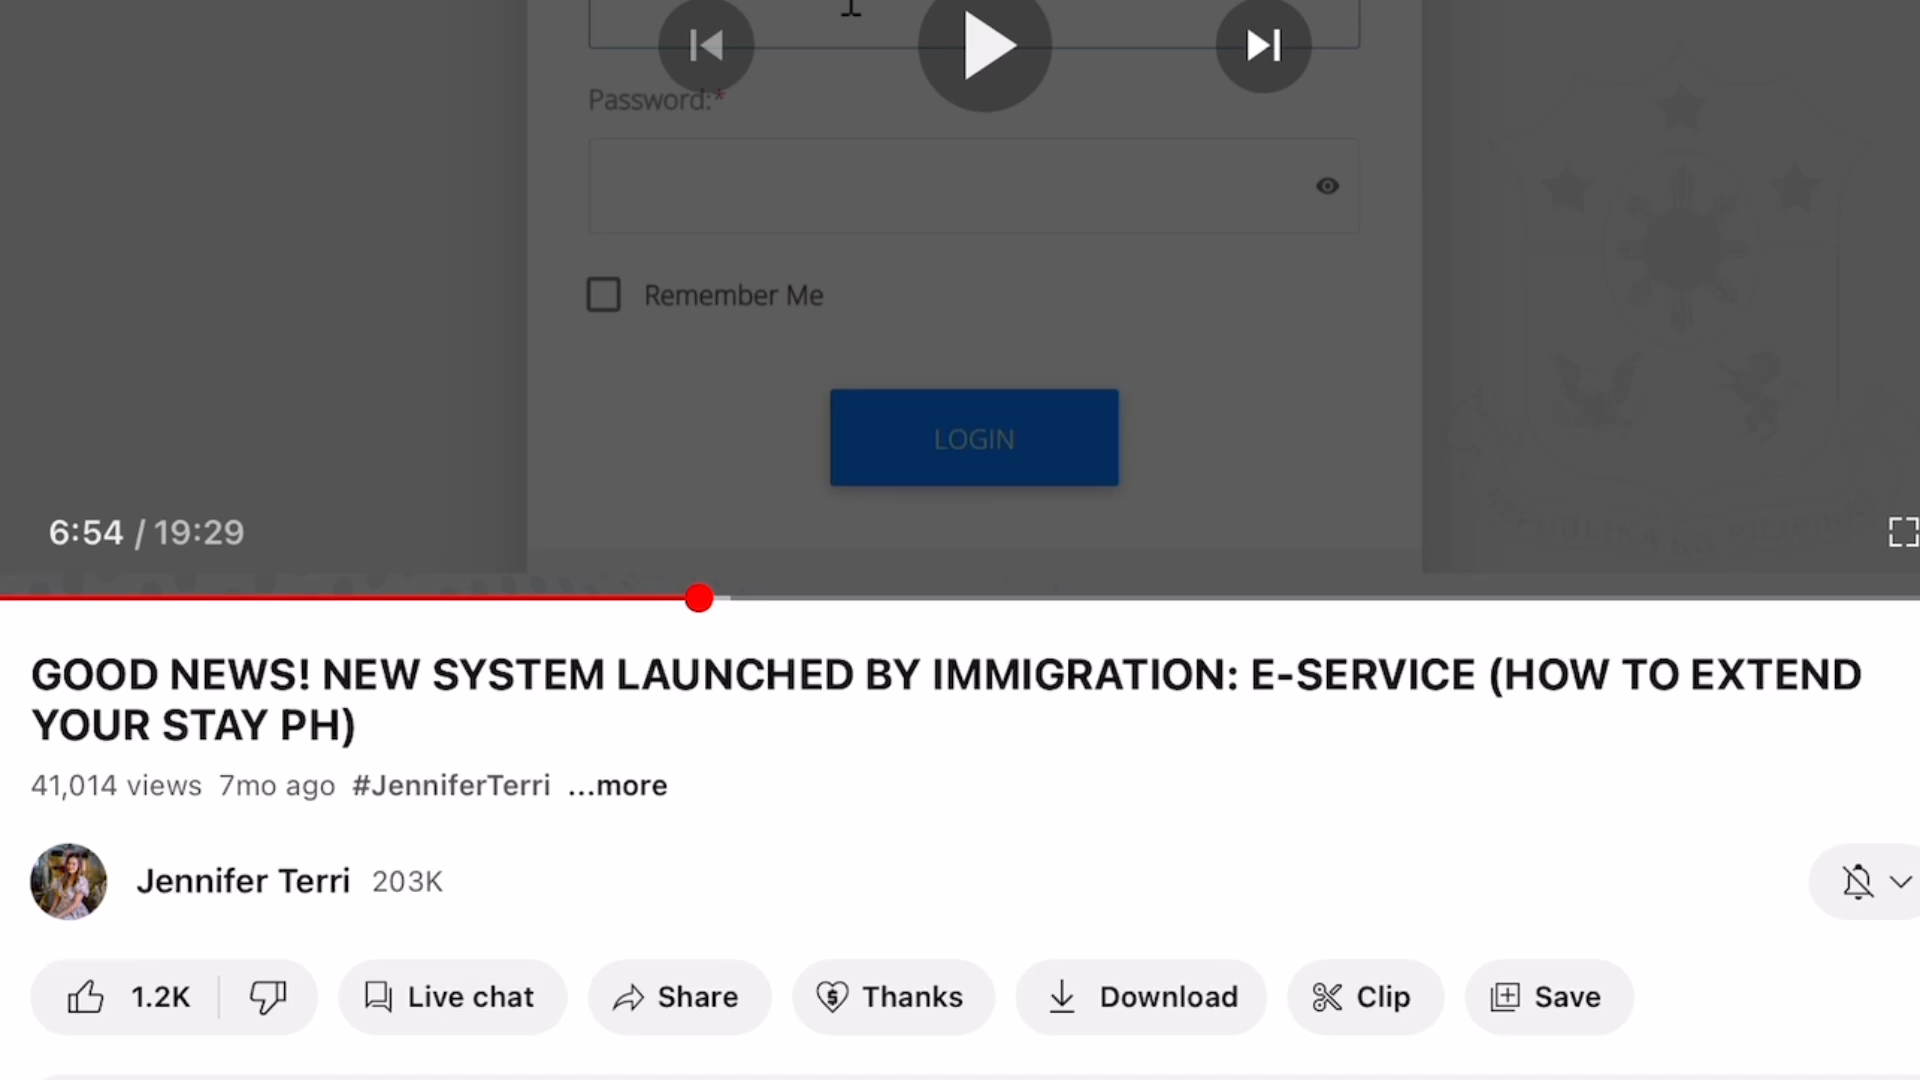 Password:*
Remember Me
LOGIN
6:54 / 19:29
GOOD NEWS! NEW SYSTEM LAUNCHED BY IMMIGRATION: E-SERVICE (HOW TO EXTEND
YOUR STAY PH)
41,014 views 7mo ago #JenniferTerri ...more
Jennifer Terri 203K
1.2K Live chat Share Thanks Download Clip Save